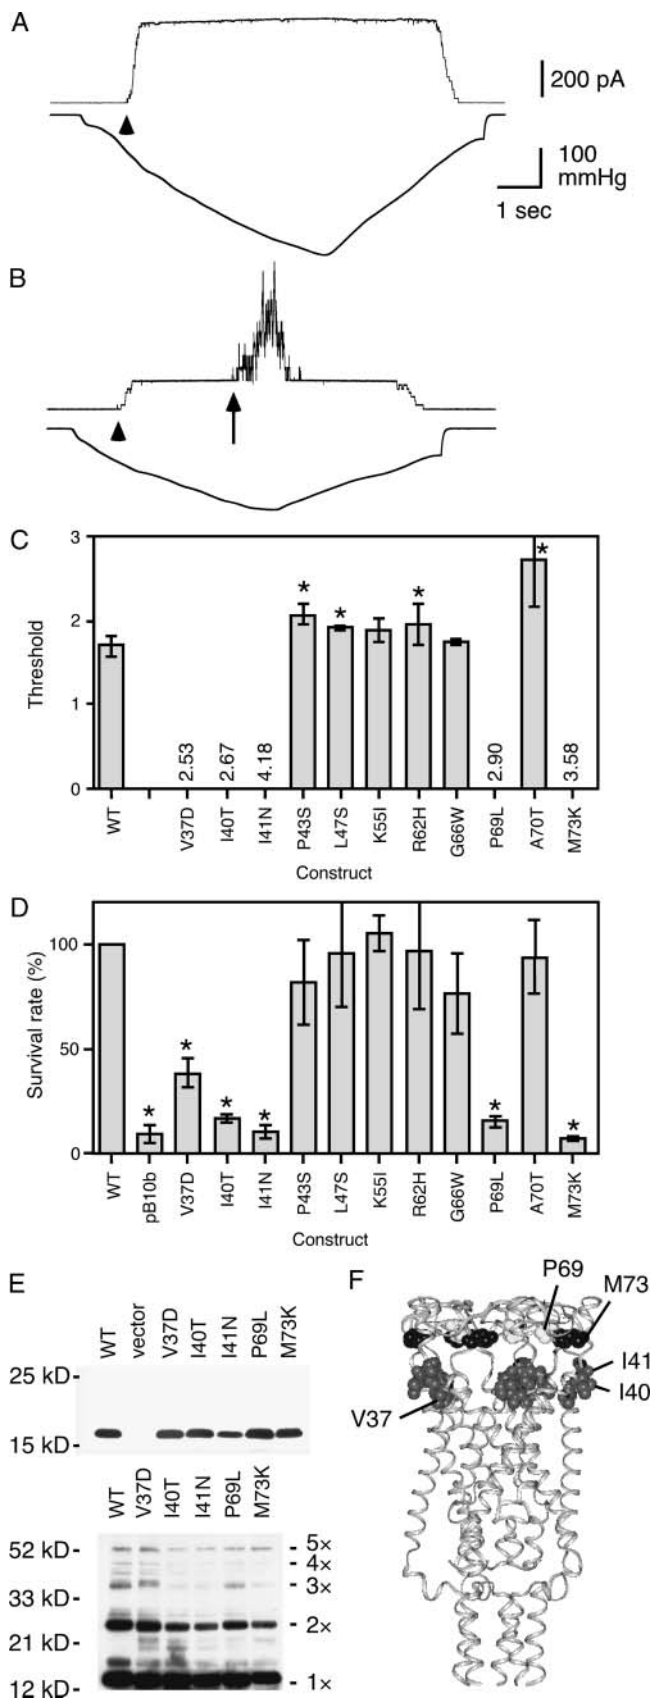 A
200 pA
100
mmHg
1 sec
B
C
3
2
1
0
Threshold
*
*
*
*
2.53
2.67
4.18
2.90
3.58
WT
V37D
I40T
I41N
P43S
L47S
K55I
R62H
G66W
P69L
A70T
M73K
Construct
D
100
50
0
Survival rate (%)
*
*
*
*
*
*
WT
pB10b
V37D
I40T
I41N
P43S
L47S
K55I
R62H
G66W
P69L
A70T
M73K
Construct
E
WT
vector
V37D
I40T
I41N
P69L
M73K
25 kD -
15 kD -
WT
V37D
I40T
I41N
P69L
M73K
52 kD -
33 kD -
21 kD -
12 kD -
- 5×
- 4×
- 3×
- 2×
- 1×
F
P69
M73
I41
I40
V37